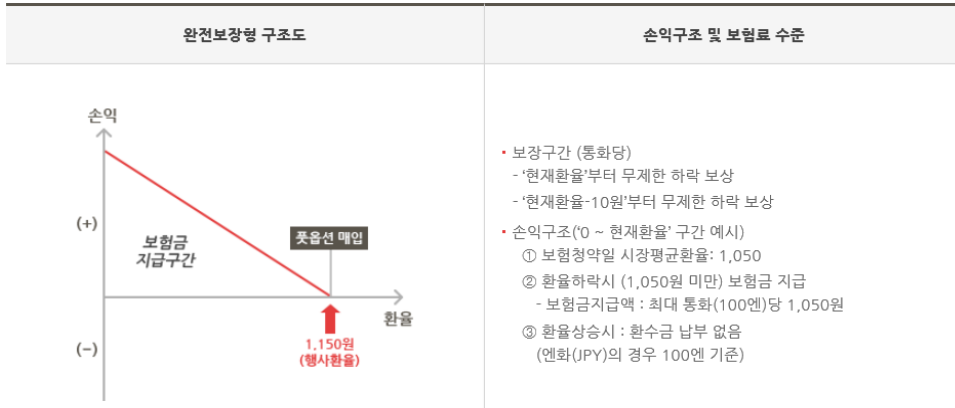 완전보장형 구조도
손익구조 및 보험료 수준
손익
(+)
보험금
지급구간
풋옵션 매입
환율
1,150원
(행사환율)
(−)
• 보장구간 (통화당)
- ‘현재환율’부터 무제한 하락 보상
- ‘현재환율-10원’부터 무제한 하락 보상
• 손익구조(‘0 ~ 현재환율’ 구간 예시)
① 보험청약일 시장평균환율: 1,050
② 환율하락시 (1,050원 미만) 보험금 지급
- 보험금지급액 : 최대 통화(100엔)당 1,050원
③ 환율상승시 : 환수금 납부 없음
(엔화(JPY)의 경우 100엔 기준)